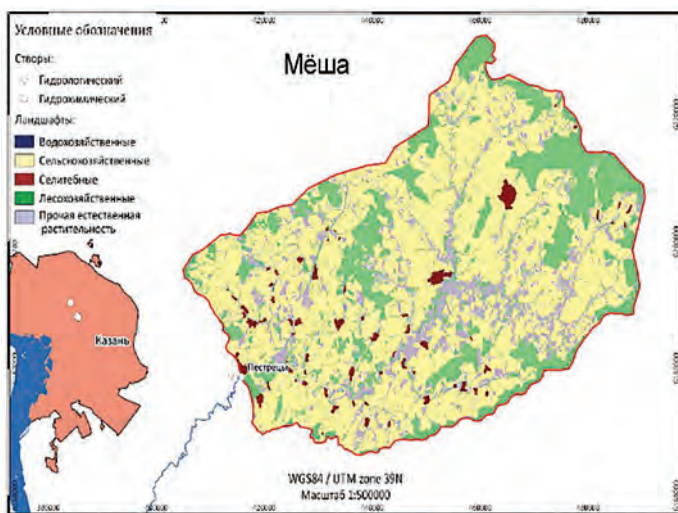 Условные обозначения
Створы:
Гидрологический
Гидрохимический
Ландшафты:
Водохозяйственные
Сельскохозяйственные
Селитебные
Лесохозяйственные
Прочая естественная
растительность
Мёша
Казань
Пестрецы
WGS84 / UTM zone 39N
Масштаб 1:500000